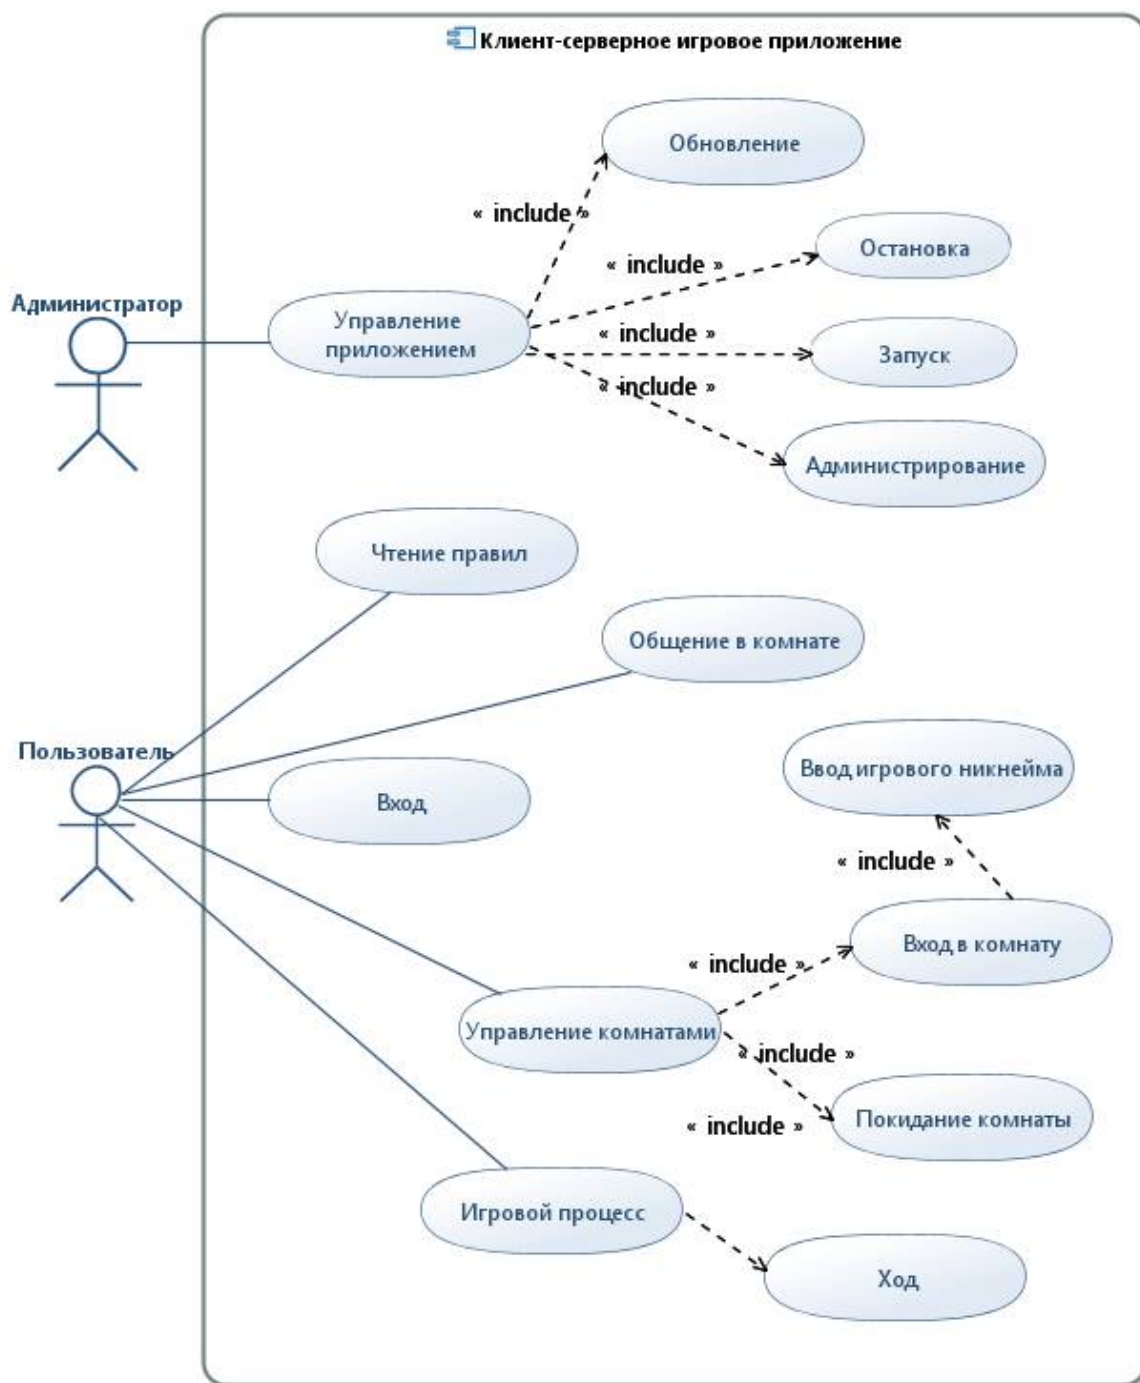 Клиент-серверное игровое приложение
Обновление
« include »
Остановка
« include »
Администратор
Управление
приложением
« include »
Запуск
« include »
Администрирование
Чтение правил
Общение в комнате
Пользователь
Ввод игрового никнейма
Вход
« include »
Вход в комнату
« include »
Управление комнатами
« include »
Покидание комнаты
« include »
Игровой процесс
Ход